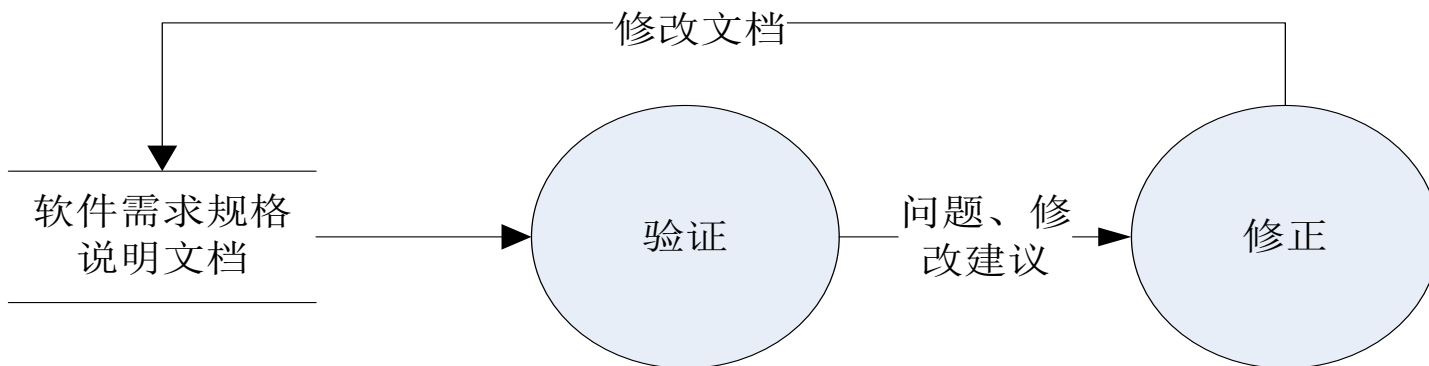 修改文档
软件需求规格
说明文档
验证
问题、修
改建议
修正